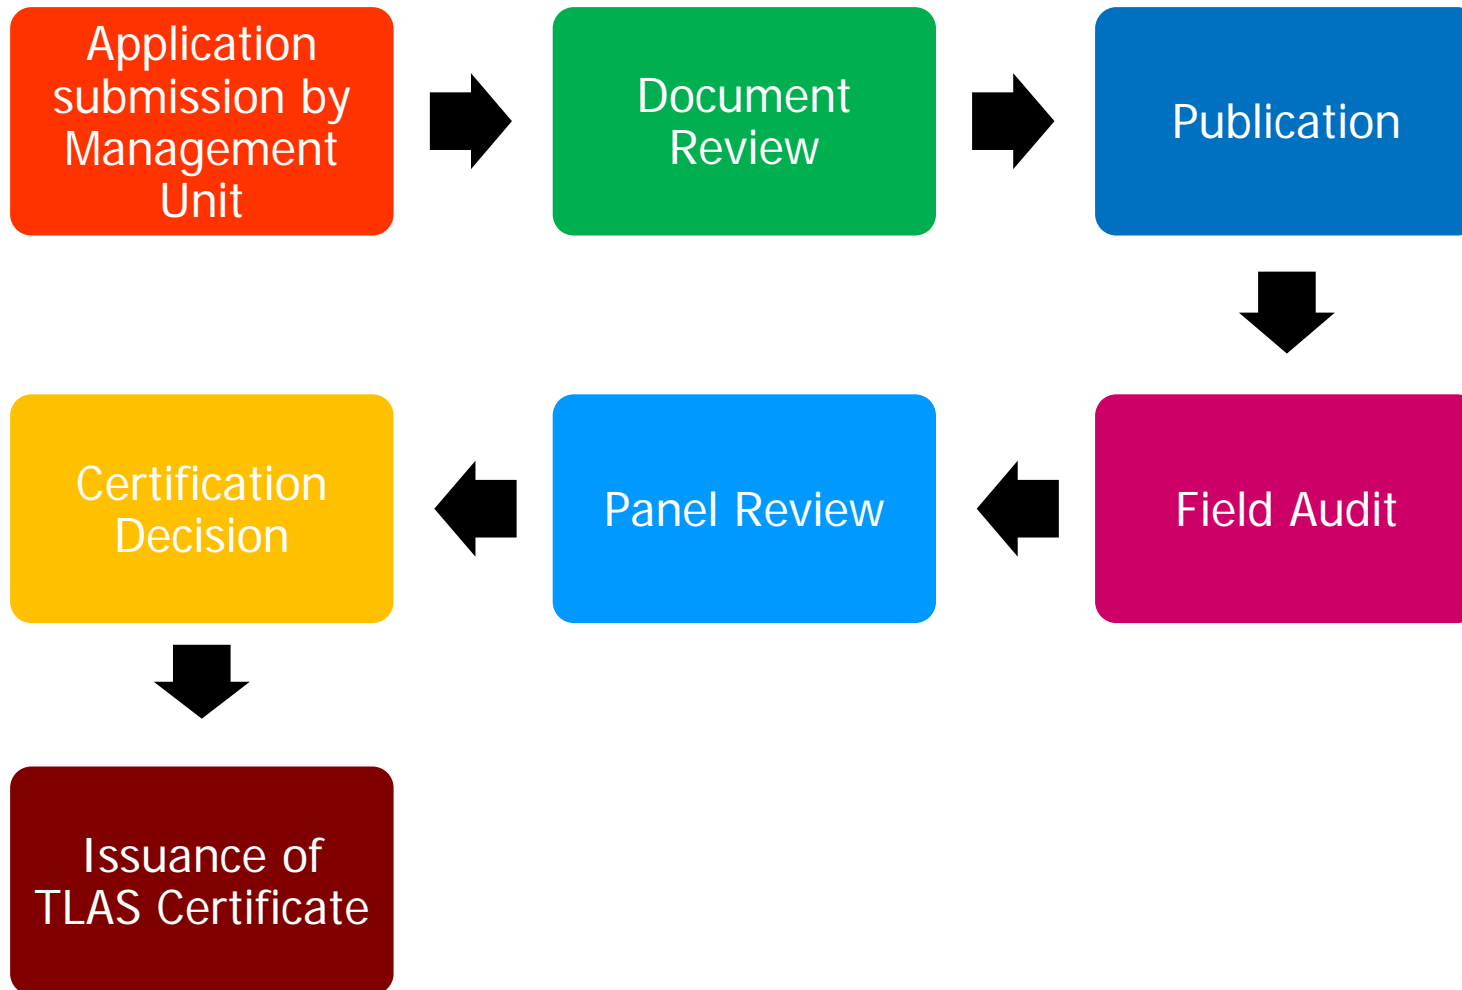 Application
submission by
Management
Unit
Document
Review
Publication
Field Audit
Panel Review
Certification
Decision
Issuance of
TLAS Certificate